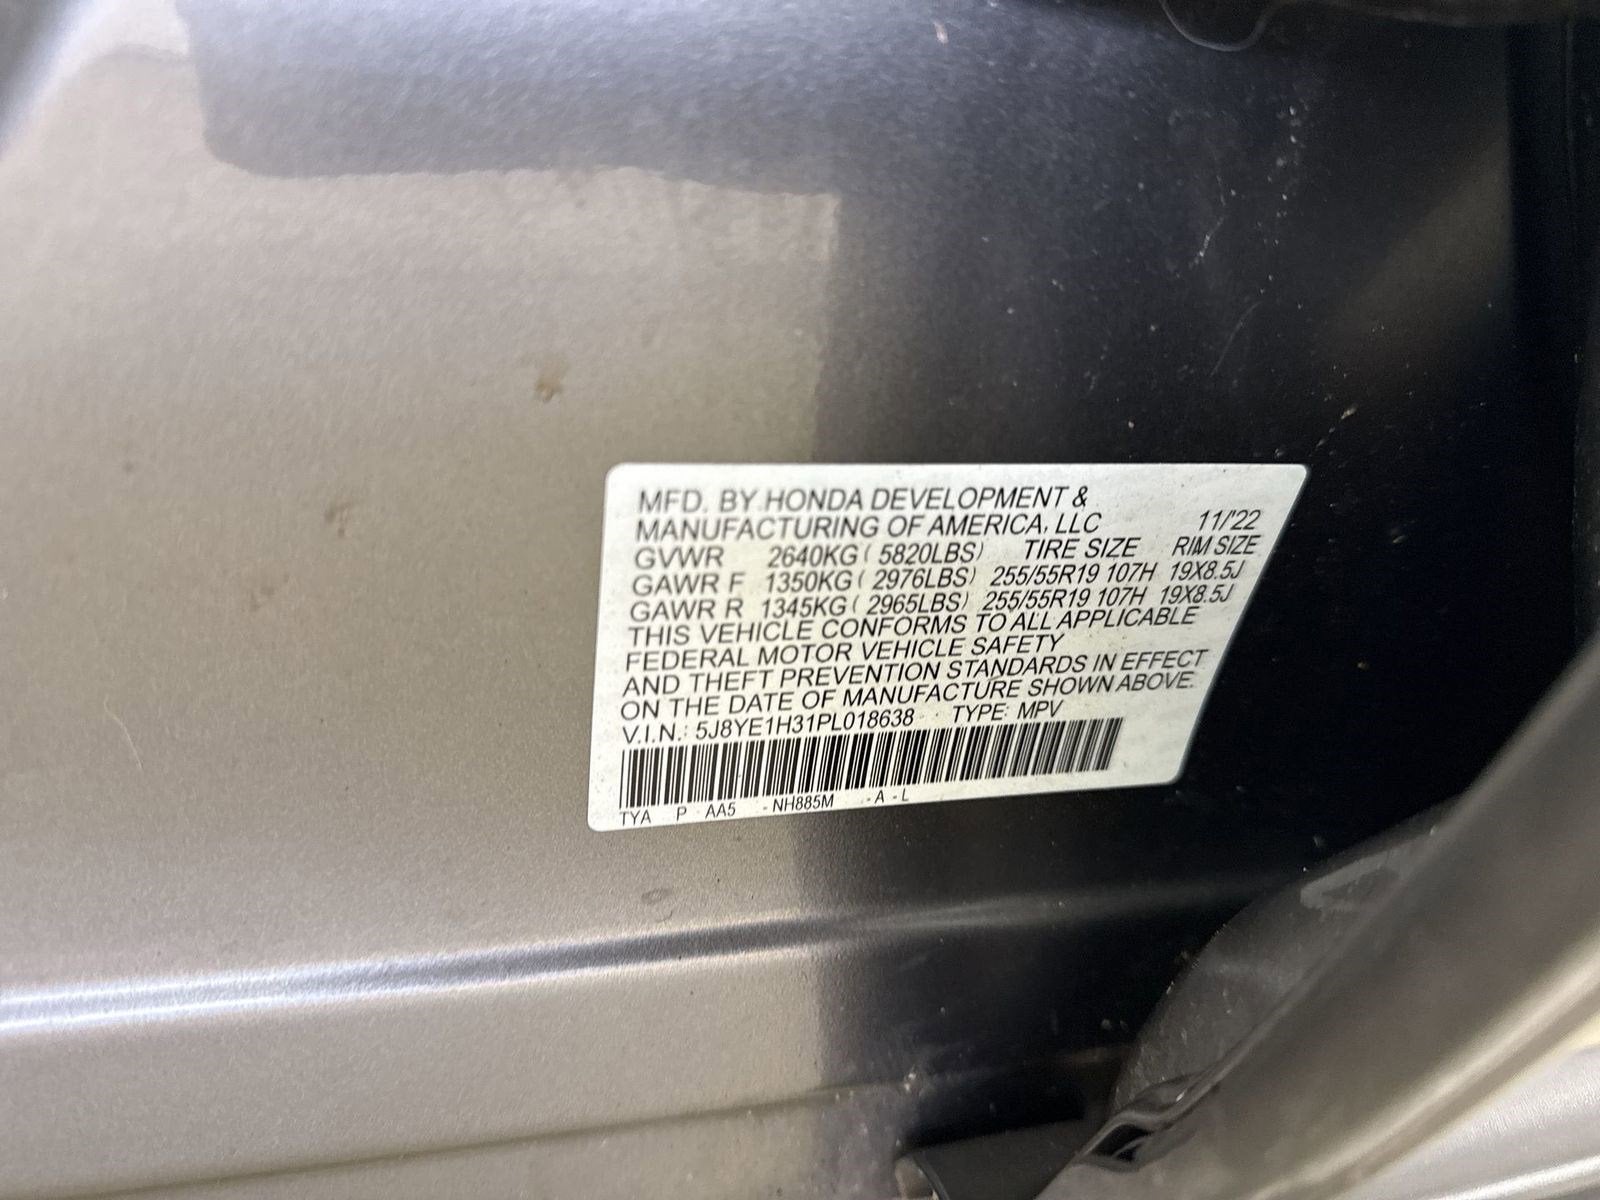 MFD. BY HONDA DEVELOPMENT &
MANUFACTURING OF AMERICA, LLC 11/'22
GVWR 2640KG ( 5820LBS) TIRE SIZE RIM SIZE
GAWR F 1350KG ( 2976LBS) 255/55R19 107H 19X8.5J
GAWR R 1345KG ( 2965LBS) 255/55R19 107H 19X8.5J
THIS VEHICLE CONFORMS TO ALL APPLICABLE
FEDERAL MOTOR VEHICLE SAFETY
AND THEFT PREVENTION STANDARDS IN EFFECT
ON THE DATE OF MANUFACTURE SHOWN ABOVE.
V.I.N.: 5J8YE1H31PL018638 TYPE: MPV
TYA P AA5 - NH885M - A - L